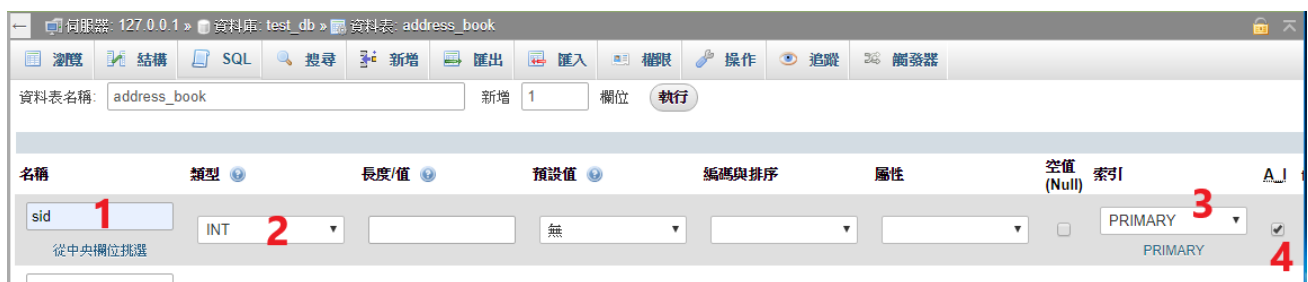 伺服器: 127.0.0.1 » 資料庫: test_db » 資料表: address_book
瀏覽 結構 SQL 搜尋 新增 匯出 匯入 權限 操作 追蹤 觸發器
資料表名稱: address_book 新增 1 欄位 執行
名稱 類型 長度/值 預設值 編碼與排序 屬性 空值 (Null) 索引 A_I
sid 1 INT 2 無 PRIMARY 3
從中央欄位挑選 PRIMARY 4